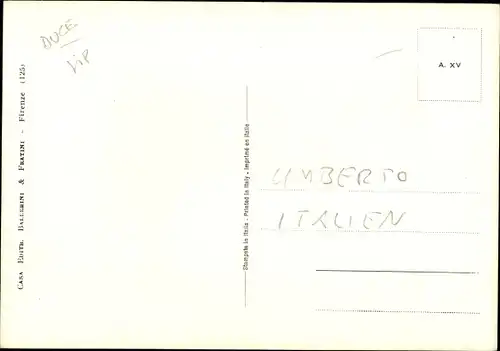 DUCE
VIP
A. XV
CASA EDITR. BALLERINI & FRATINI - Firenze (125)
Stampata in Italia - Printed in Italy - Imprimé en Italie
UMBERTO
ITALIEN